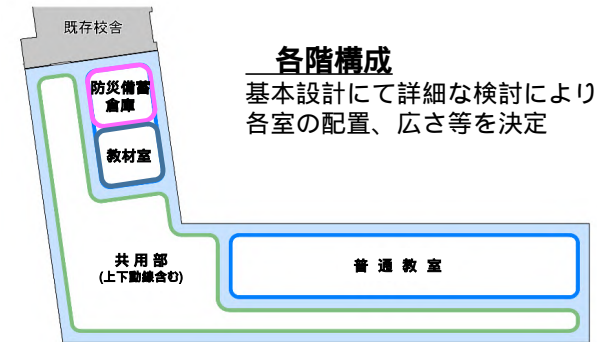 既存校舎
各階構成
基本設計にて詳細な検討により
各室の配置、広さ等を決定
防災備蓄
倉庫
教材室
共用部
(上下動線含む)
普通教室